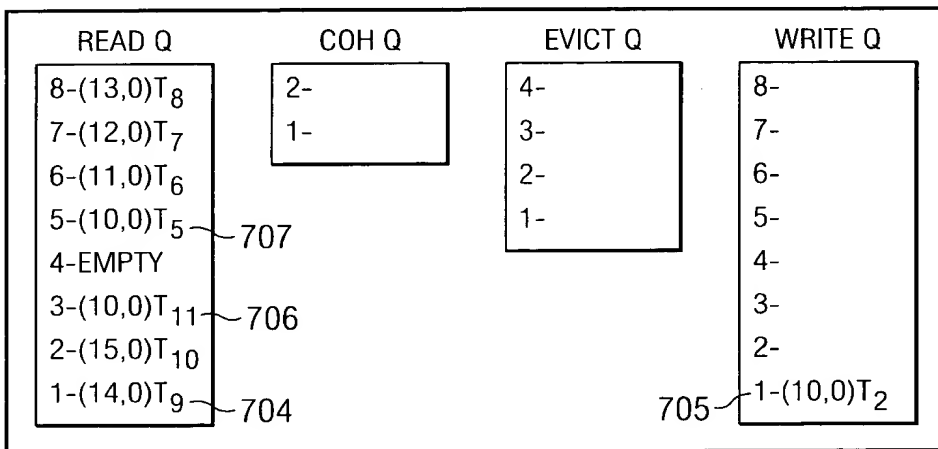 READ Q
8-(13,0)T8
7-(12,0)T7
6-(11,0)T6
5-(10,0)T5
707
4-EMPTY
3-(10,0)T11
706
2-(15,0)T10
1-(14,0)T9
704
COH Q
2-
1-
EVICT Q
4-
3-
2-
1-
WRITE Q
8-
7-
6-
5-
4-
3-
2-
705
1-(10,0)T2